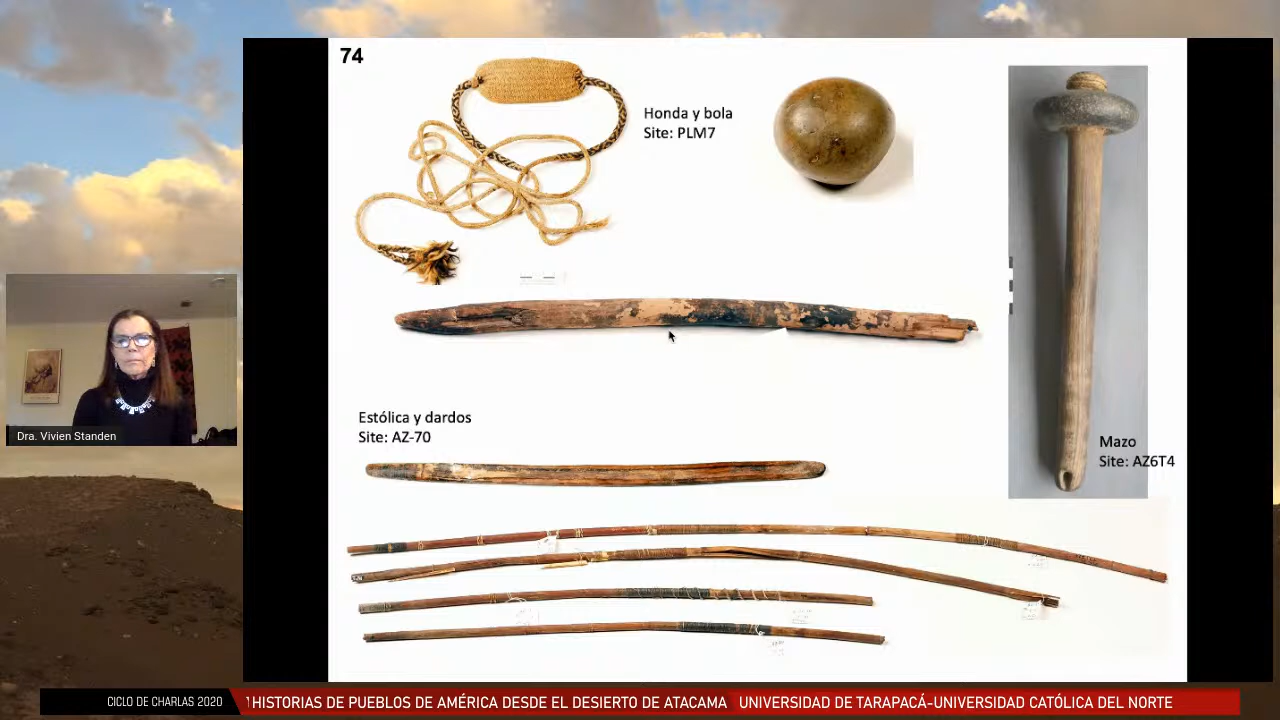 74
Honda y bola
Site: PLM7
Estólica y dardos
Site: AZ-70
Mazo
Site: AZ6T4
Dra. Vivien Standen
CICLO DE CHARLAS 2020
HISTORIAS DE PUEBLOS DE AMÉRICA DESDE EL DESIERTO DE ATACAMA UNIVERSIDAD DE TARAPACÁ-UNIVERSIDAD CATÓLICA DEL NORTE